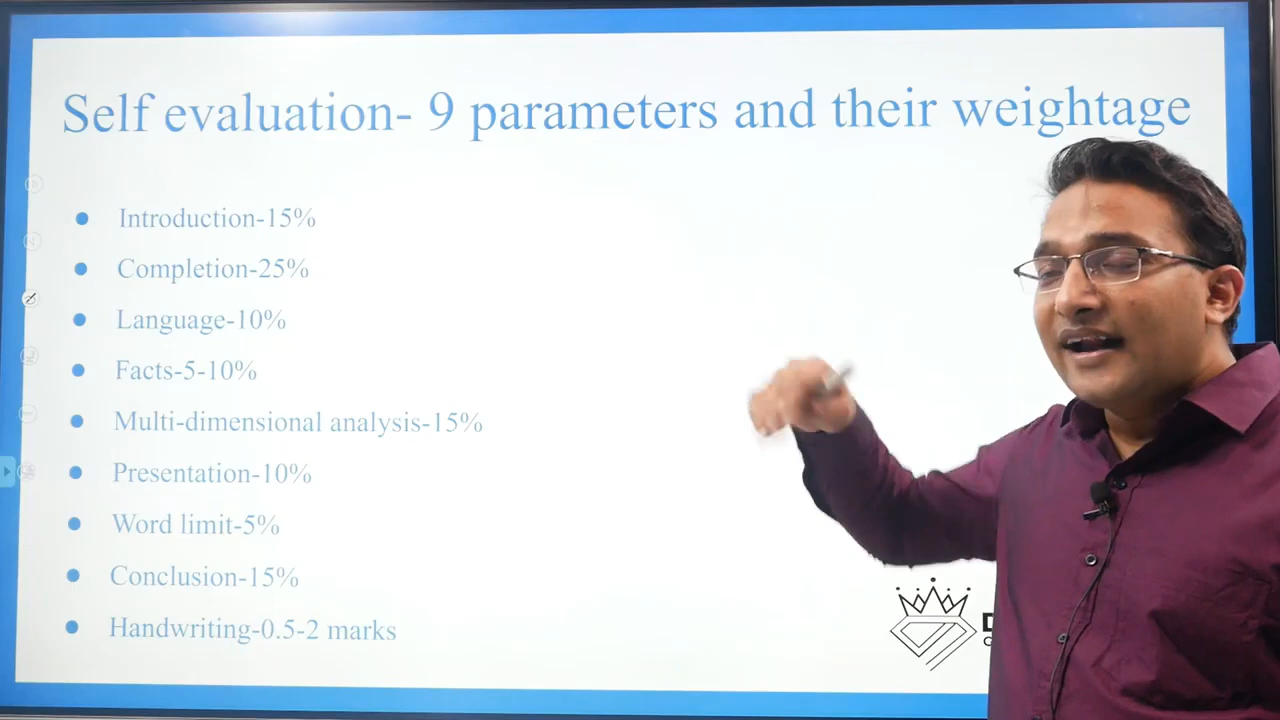 Self evaluation- 9 parameters and their weightage
Introduction-15%
Completion-25%
Language-10%
Facts-5-10%
Multi-dimensional analysis-15%
Presentation-10%
Word limit-5%
Conclusion-15%
Handwriting-0.5-2 marks